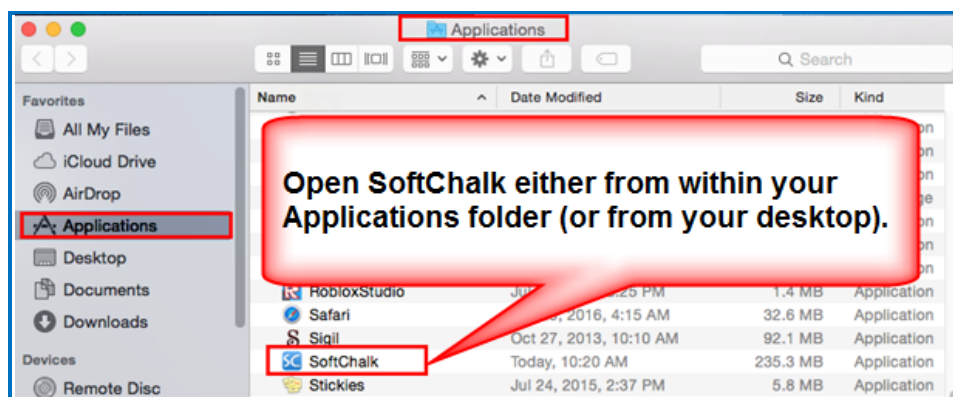 Applications
Search
Favorites
All My Files
iCloud Drive
AirDrop
Applications
Desktop
Documents
Downloads
Devices
Remote Disc
Name Date Modified Size Kind
Open SoftChalk either from within your
Applications folder (or from your desktop).
RobloxStudio PM 1.4 MB Application
Safari 2016, 4:15 AM 32.6 MB Application
Sigil Oct 27, 2013, 10:10 AM 92.1 MB Application
SoftChalk Today, 10:20 AM 235.3 MB Application
Stickies Jul 24, 2015, 2:37 PM 5.8 MB Application